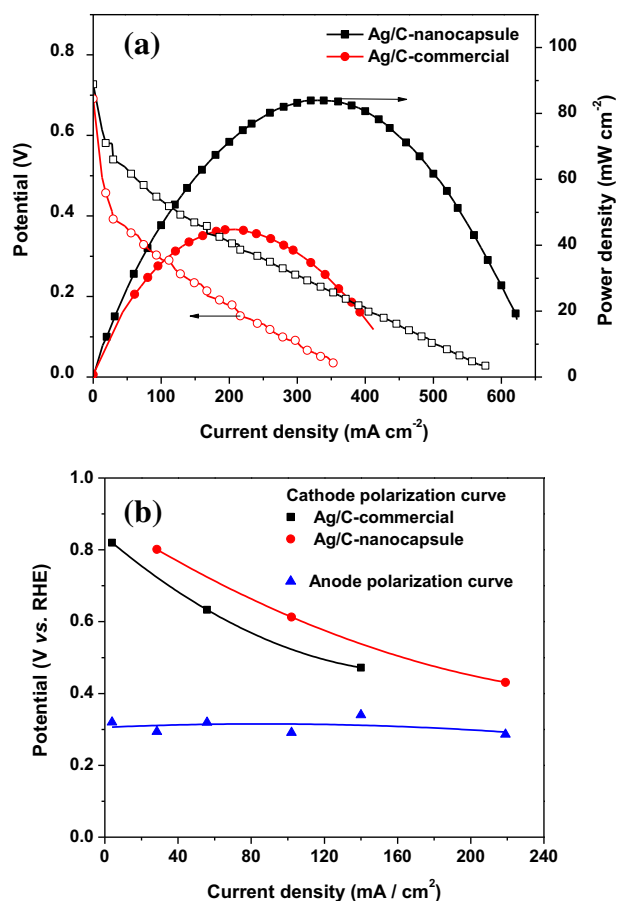 (a)
Ag/C-nanocapsule
Ag/C-commercial
Potential (V)
0.8
0.6
0.4
0.2
0.0
100
80
60
40
20
0
Power density (mW cm⁻²)
0 100 200 300 400 500 600
Current density (mA cm⁻²)
(b)
Cathode polarization curve
Ag/C-commercial
Ag/C-nanocapsule
Anode polarization curve
Potential (V vs. RHE)
1.0
0.8
0.6
0.4
0.2
0.0
0 40 80 120 160 200 240
Current density (mA / cm²)